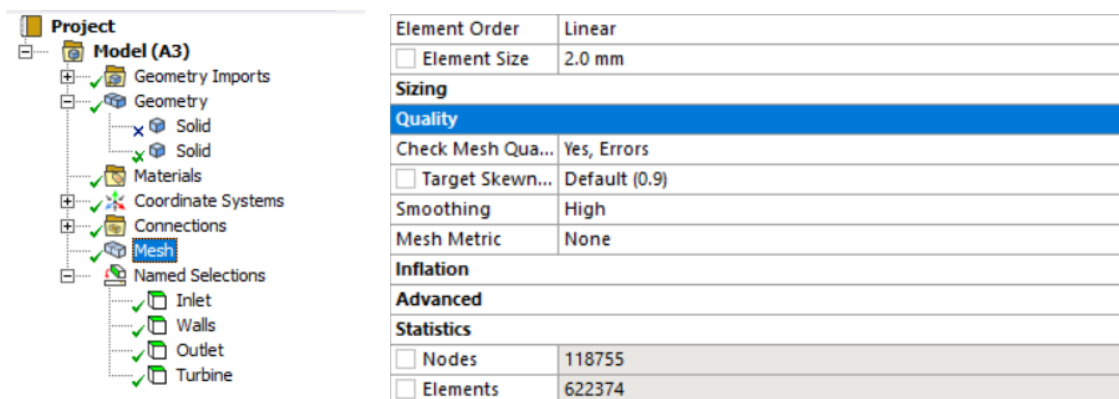 Project
Model (A3)
Geometry Imports
Geometry
Solid
Solid
Materials
Coordinate Systems
Connections
Mesh
Named Selections
Inlet
Walls
Outlet
Turbine
Element Order Linear
Element Size 2.0 mm
Sizing
Quality
Check Mesh Qua... Yes, Errors
Target Skewn... Default (0.9)
Smoothing High
Mesh Metric None
Inflation
Advanced
Statistics
Nodes 118755
Elements 622374